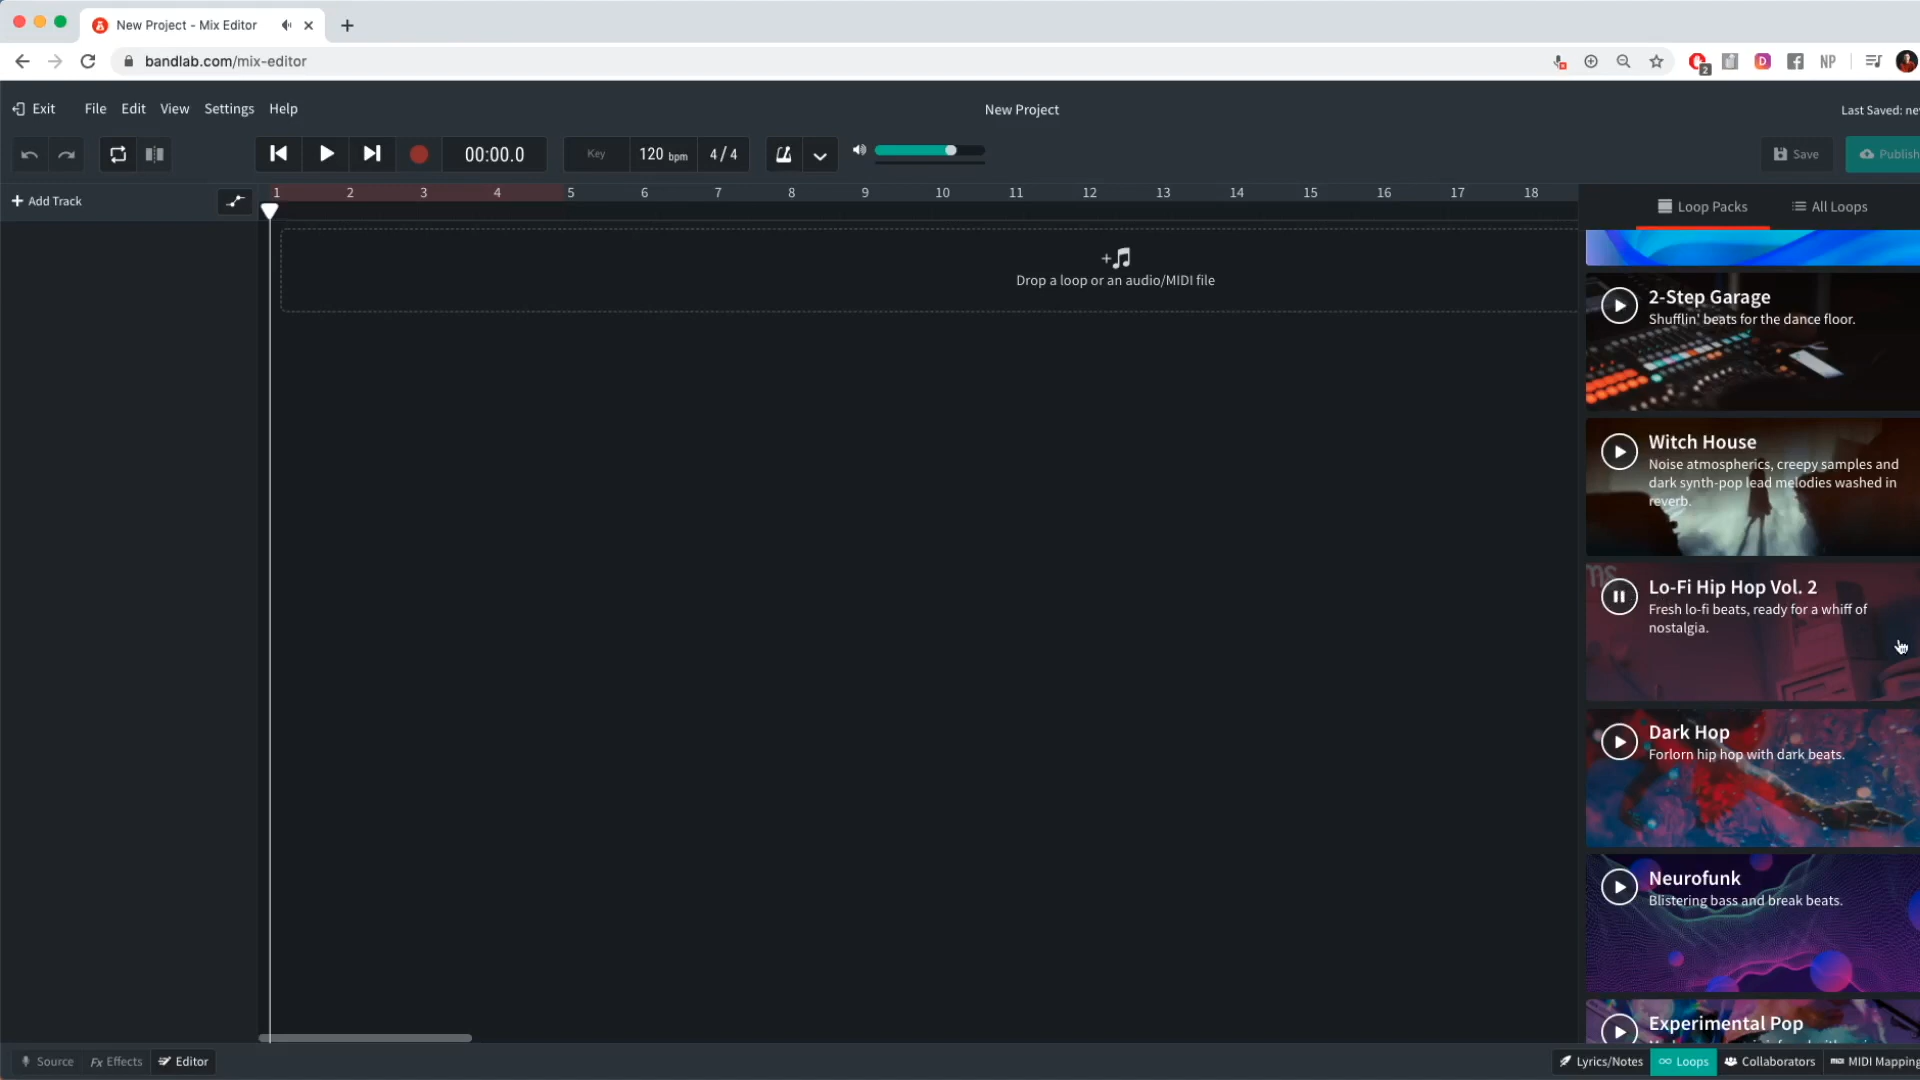 New Project - Mix Editor
bandlab.com/mix-editor
2
D
NP
Exit
File
Edit
View
Settings
Help
New Project
Last Saved: ne
00:00.0
Key
120 bpm
4 / 4
Save
Publish
+ Add Track
1 2 3 4 5 6 7 8 9 10 11 12 13 14 15 16 17 18
Loop Packs
All Loops
Drop a loop or an audio/MIDI file
2-Step Garage
Shufflin' beats for the dance floor.
Witch House
Noise atmospherics, creepy samples and
dark synth-pop lead melodies washed in
reverb.
Lo-Fi Hip Hop Vol. 2
Fresh lo-fi beats, ready for a whiff of
nostalgia.
Dark Hop
Forlorn hip hop with dark beats.
Neurofunk
Blistering bass and break beats.
Experimental Pop
Source
Fx Effects
Editor
Lyrics/Notes
Loops
Collaborators
MIDI Mapping